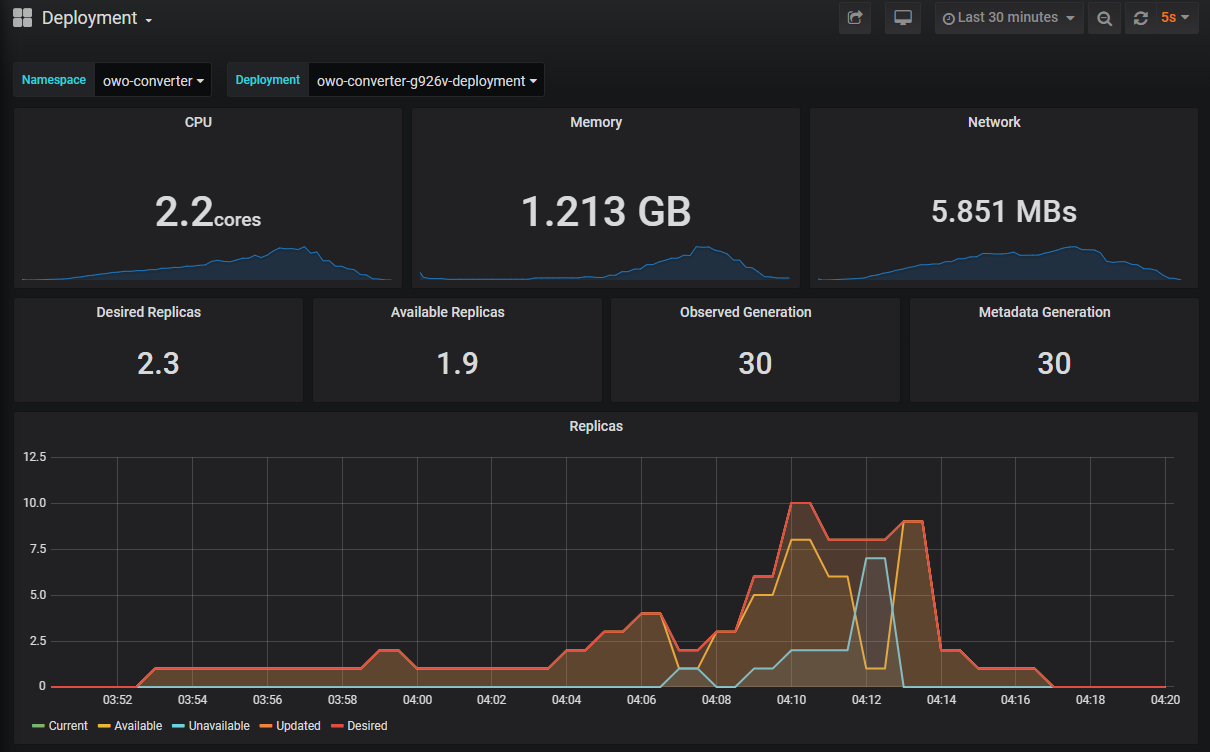 Deployment
Last 30 minutes 5s
Namespace owo-converter Deployment owo-converter-g926v-deployment
CPU Memory Network
2.2cores 1.213 GB 5.851 MBs
Desired Replicas Available Replicas Observed Generation Metadata Generation
2.3 1.9 30 30
Replicas
12.5
10.0
7.5
5.0
2.5
0
03:52 03:54 03:56 03:58 04:00 04:02 04:04 04:06 04:08 04:10 04:12 04:14 04:16 04:18 04:20
Current Available Unavailable Updated Desired